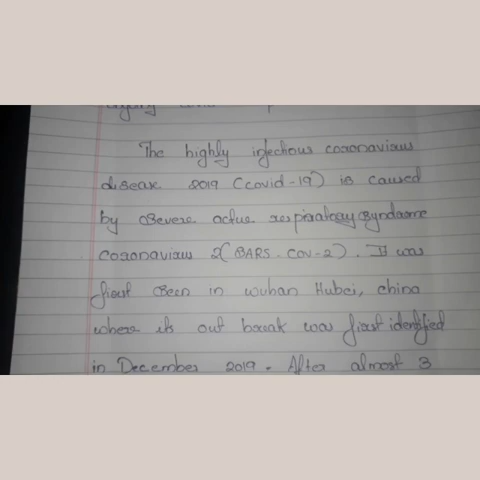 The highly infectious coronavirus
disease 2019 (covid-19) is caused
by Severe actue respiratory syndrome
coronavirus 2(SARS-COV-2). It was
first seen in wuhan Hubei, china
where its out break was first identified
in December 2019. After almost 3